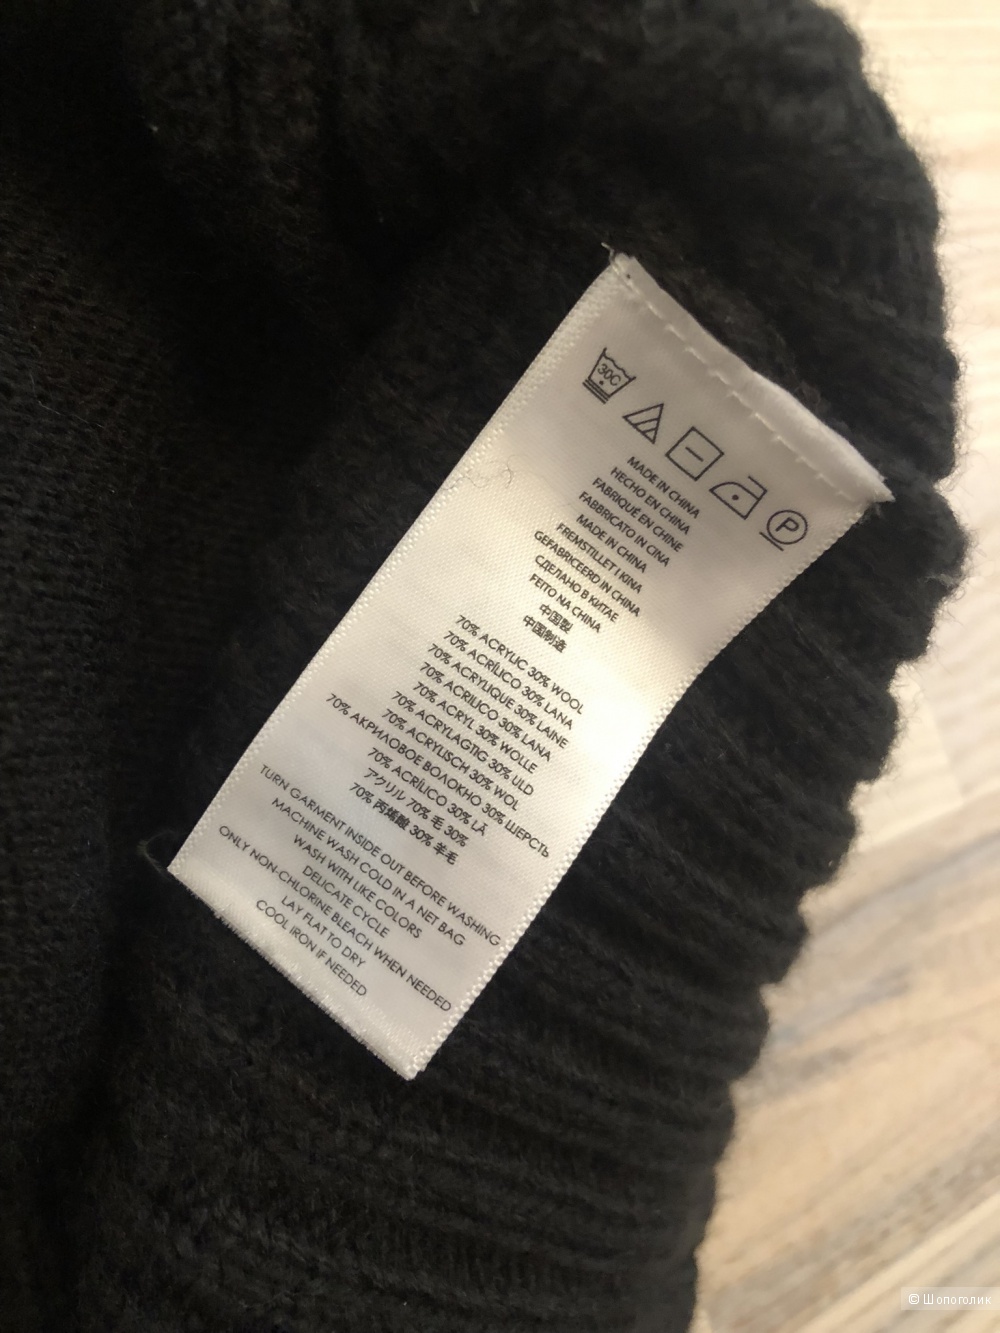 30C
P
MADE IN CHINA
HECHO EN CHINA
FABRIQUÉ EN CHINE
FABBRICATO IN CINA
MADE IN CHINA
FREMSTILLET I KINA
GEFABRICEERD IN CHINA
СДЕЛАНО В КИТАЕ
FEITO NA CHINA
中国製
中国制造
70% ACRYLIC 30% WOOL
70% ACRÍLICO 30% LANA
70% ACRYLIQUE 30% LAINE
70% ACRILICO 30% LANA
70% ACRYL 30% WOLLE
70% ACRYLAGTIG 30% ULD
70% ACRYLISCH 30% WOL
70% АКРИЛОВОЕ ВОЛОКНО 30% ШЕРСТЬ
70% ACRÍLICO 30% LÃ
アクリル 70% 毛 30%
70% 丙烯酸 30% 羊毛
TURN GARMENT INSIDE OUT BEFORE WASHING
MACHINE WASH COLD IN A NET BAG
WASH WITH LIKE COLORS
DELICATE CYCLE
ONLY NON-CHLORINE BLEACH WHEN NEEDED
LAY FLAT TO DRY
COOL IRON IF NEEDED
© Шопоголик